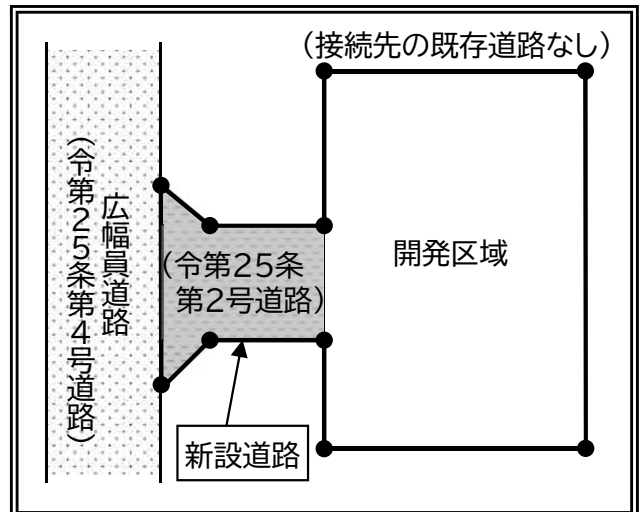 （接続先の既存道路なし）
広幅員道路
（令第２５条第４号道路）
（令第２５条
第２号道路）
開発区域
新設道路